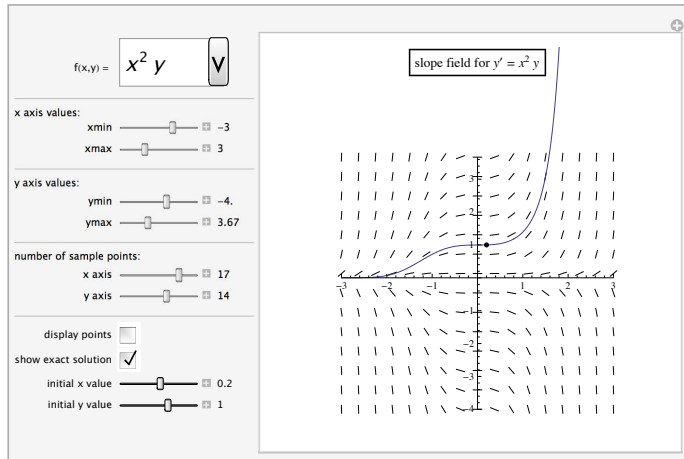 f(x,y) = x² y
slope field for y′ = x² y
x axis values:
xmin -3
xmax 3
y axis values:
ymin -4.
ymax 3.67
number of sample points:
x axis 17
y axis 14
display points
show exact solution
initial x value 0.2
initial y value 1
3
2
1
-3 -2 -1 1 2 3
-1
-2
-3
-4